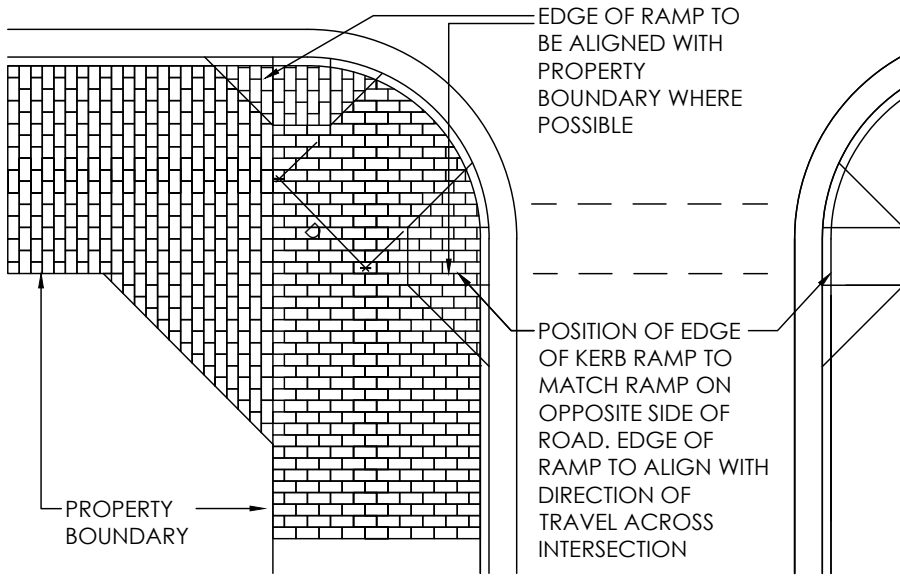 EDGE OF RAMP TO
BE ALIGNED WITH
PROPERTY
BOUNDARY WHERE
POSSIBLE
D
POSITION OF EDGE
OF KERB RAMP TO
MATCH RAMP ON
OPPOSITE SIDE OF
ROAD. EDGE OF
RAMP TO ALIGN WITH
DIRECTION OF
TRAVEL ACROSS
INTERSECTION
PROPERTY
BOUNDARY